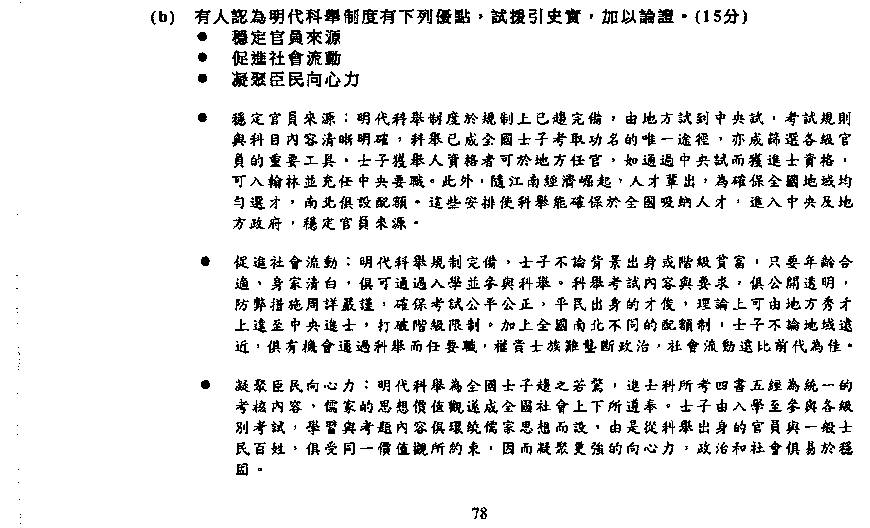 (b) 有人認為明代科舉制度有下列優點，試援引史實，加以論證。(15分)
● 穩定官員來源
● 促進社會流動
● 凝聚臣民向心力
● 穩定官員來源：明代科舉制度於規制上已趨完備，由地方試到中央試，考試規則
與科目內容清晰明確，科舉已成全國士子考取功名的唯一途徑，亦成篩選各級官
員的重要工具。士子獲舉人資格者可於地方任官，如通過中央試而獲進士資格，
可入翰林並充任中央要職。此外，隨江南經濟崛起，人才輩出，為確保全國地域均
勻選才，南北俱設配額。這些安排使科舉能確保於全國吸納人才，進入中央及地
方政府，穩定官員來源。
● 促進社會流動：明代科舉規制完備，士子不論背景出身或階級貧富，只要年齡合
適，身家清白，俱可通過入學並參與科舉。科舉考試內容與要求，俱公開透明，
防弊措施周詳嚴謹，確保考試公平公正，平民出身的才俊，理論上可由地方秀才
上達至中央進士，打破階級限制。加上全國南北不同的配額制，士子不論地域遠
近，俱有機會通過科舉而任要職，權貴士族難壟斷政治，社會流動遠比前代為佳。
● 凝聚臣民向心力：明代科舉為全國士子趨之若鶩，進士科所考四書五經為統一的
考核內容，儒家的思想價值觀遂成全國社會上下所遵奉。士子由入學至參與各級
別考試，學習與考題內容俱環繞儒家思想而設，由是從科舉出身的官員與一般士
民百姓，俱受同一價值觀所約束，因而凝聚更強的向心力，政治和社會俱易於穩
固。
78